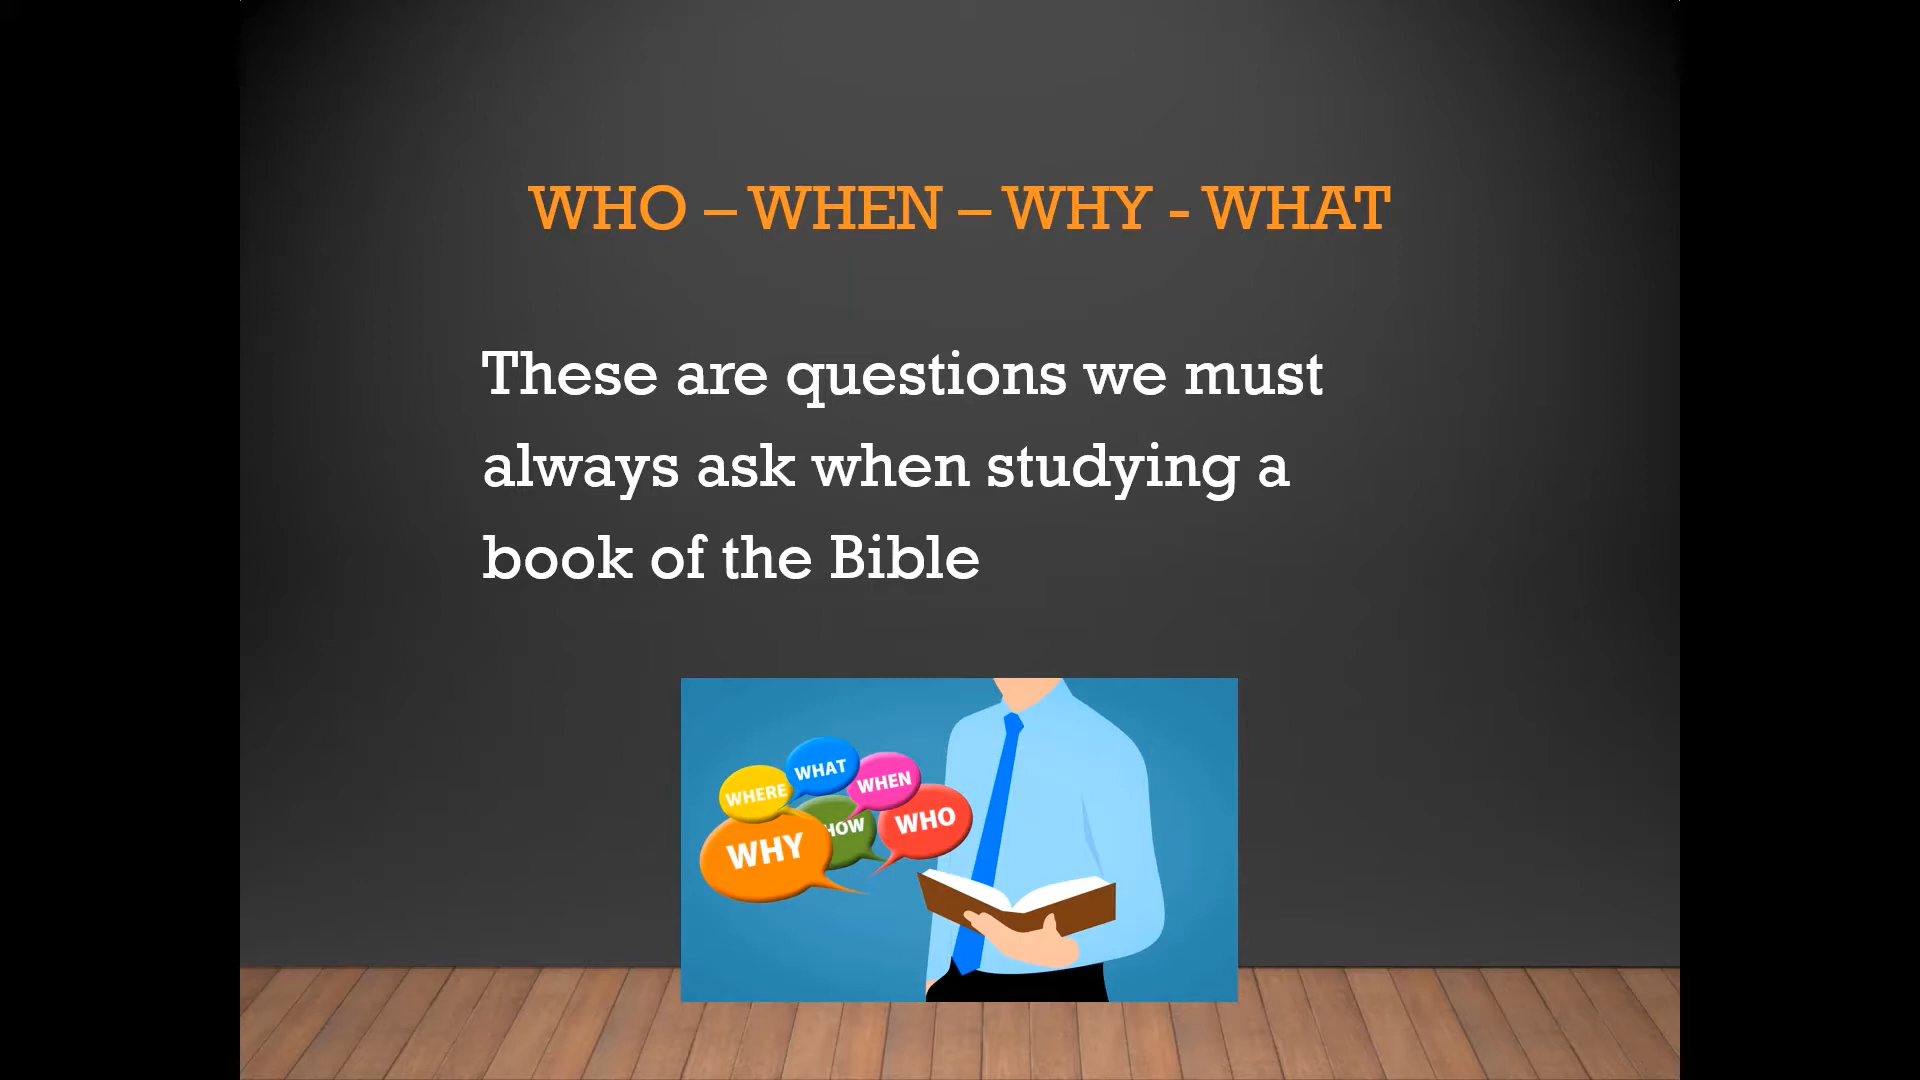 WHO – WHEN – WHY - WHAT
These are questions we must
always ask when studying a
book of the Bible
WHAT
WHEN
WHERE
WHO
HOW
WHY